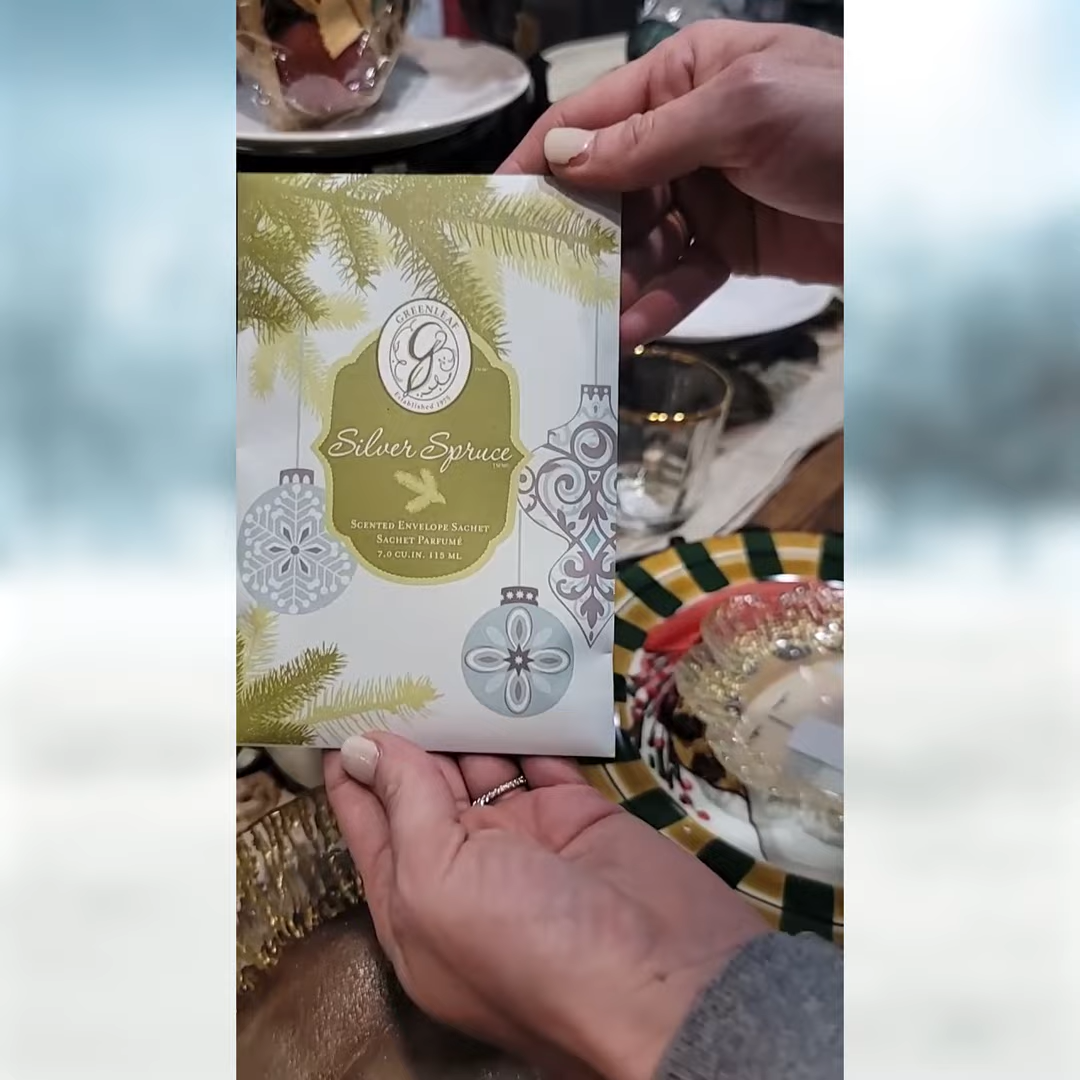 GREENLEAF
G
Established 1975
Silver Spruce
SCENTED ENVELOPE SACHET
SACHET PARFUMÉ
7.0 CU.IN. 115 ML